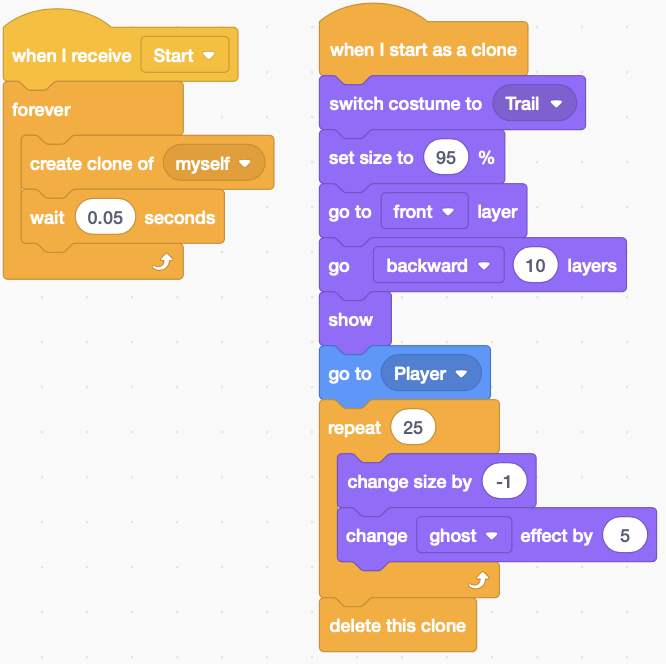 when I receive Start
forever
create clone of myself
wait 0.05 seconds
when I start as a clone
switch costume to Trail
set size to 95 %
go to front layer
go backward 10 layers
show
go to Player
repeat 25
change size by -1
change ghost effect by 5
delete this clone